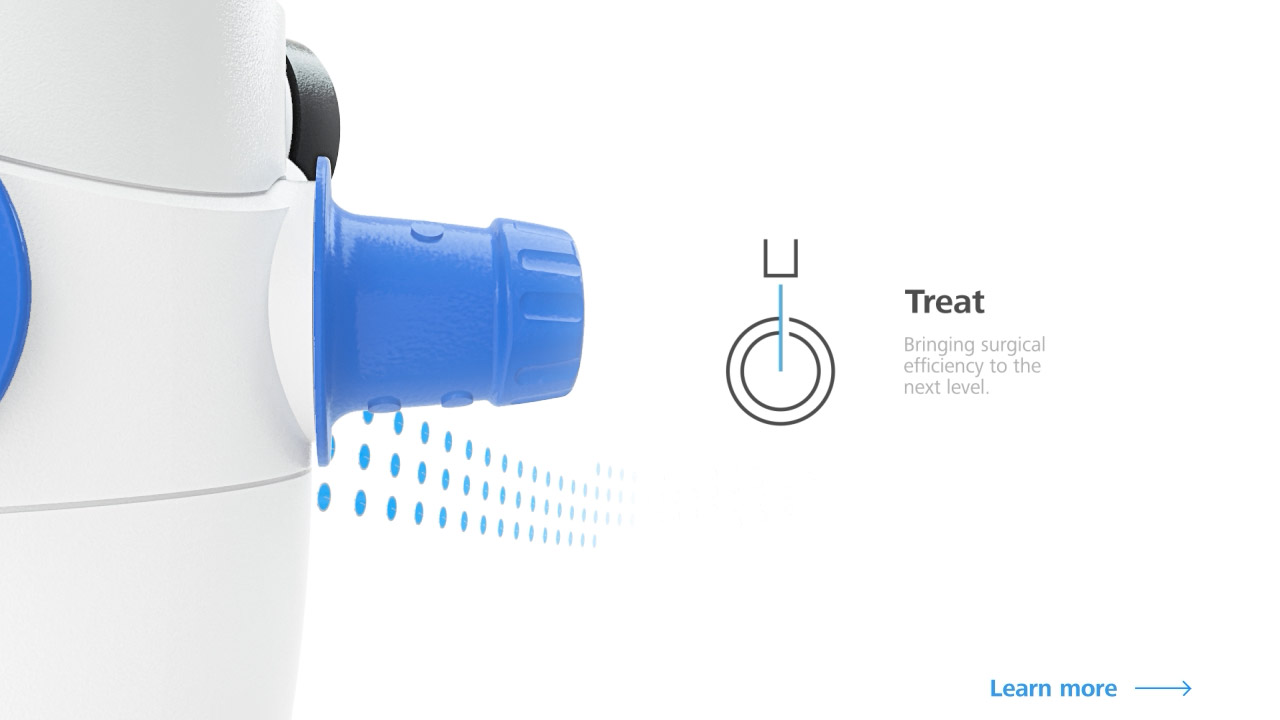 Treat
Bringing surgical
efficiency to the
next level.
Learn more